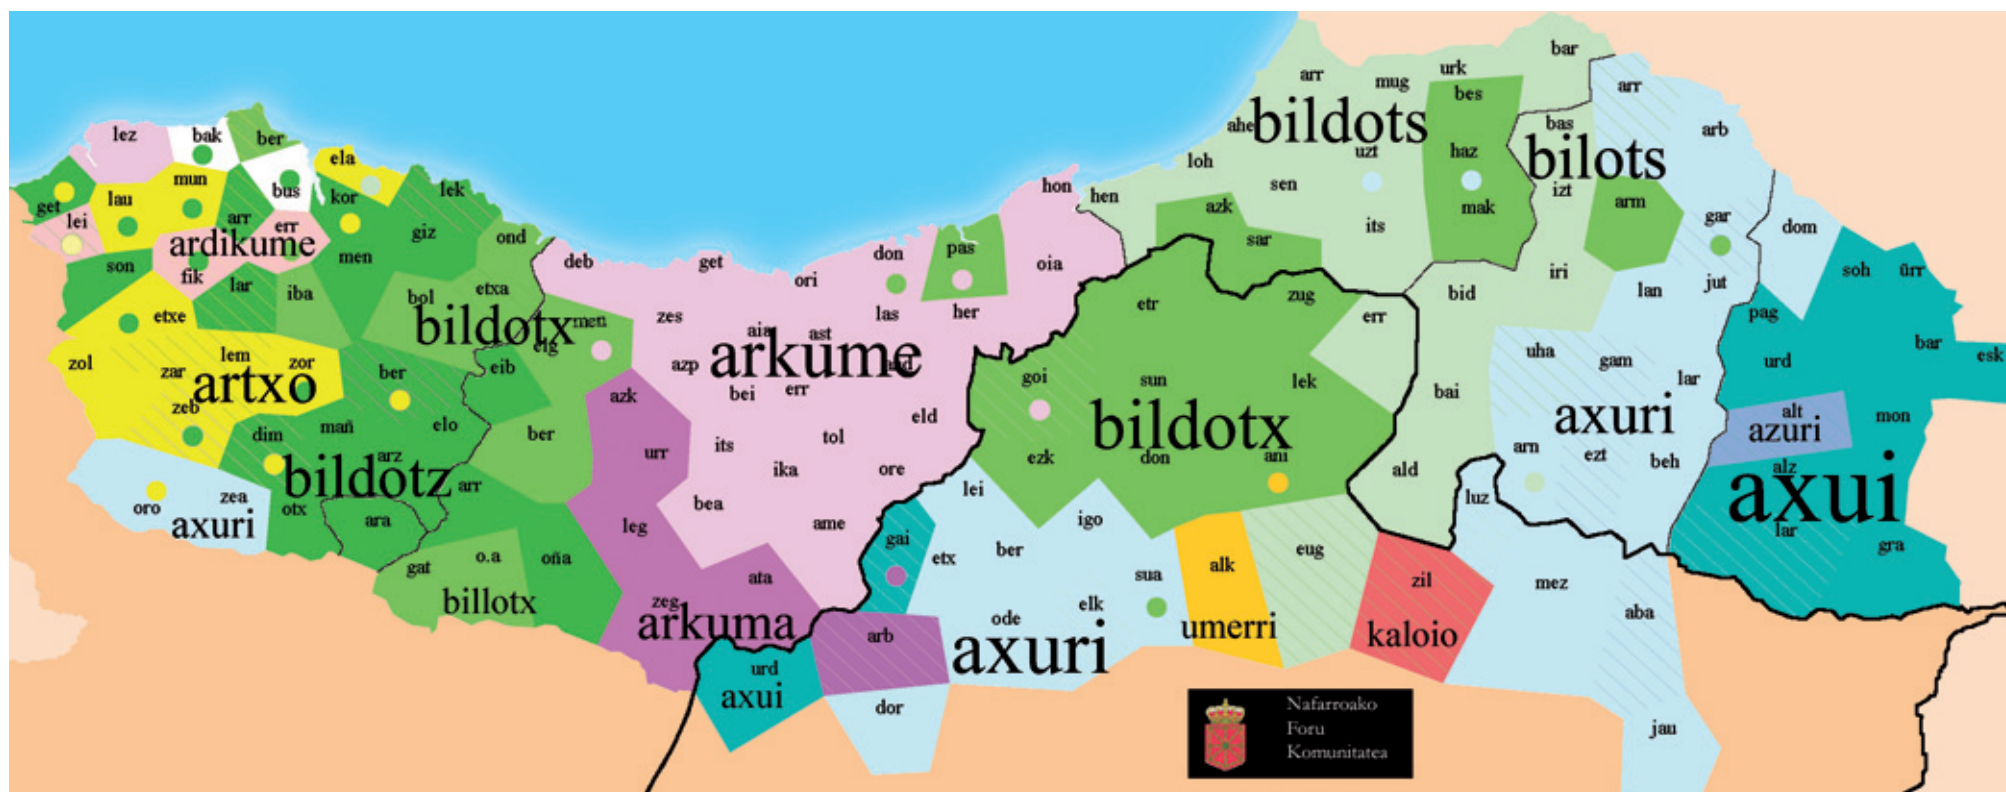 bar
urk
arr
mug
bes
arr
lez
bak
ber
ahe
bildots
bas
arb
ela
loh
uzt
haz
bilots
mun
bus
kor
lek
hon
hen
sen
izt
get
lau
lei
arr
err
giz
azk
mak
arm
gar
dom
ardikume
men
ond
don
pas
its
sar
son
fik
lar
iba
deb
get
ori
oia
iri
lan
jut
soh
ürr
etxe
bol
etxa
bildotx
men
elg
zes
aia
ast
las
her
etr
zug
err
bid
pag
bar
esk
zol
zar
lem
zor
artxo
zeb
ber
eib
azp
arkume
bei
err
goi
sun
lek
uha
gam
lar
urd
dim
mañ
elo
ber
azk
its
tol
eld
bildotx
bai
axuri
alt
azuri
mon
arz
bildotz
arr
urr
ika
ore
ezk
don
ani
ald
arn
ezt
beh
alz
axui
oro
zea
axuri
otx
ara
leg
bea
ame
lei
igo
luz
lar
gra
gat
o.a
oña
billotx
ata
zeg
arkuma
gai
etx
ber
sua
elk
ode
axuri
alk
umerri
eug
zil
kaloio
mez
aba
urd
axui
arb
dor
jau
Nafarroako
Foru
Komunitatea